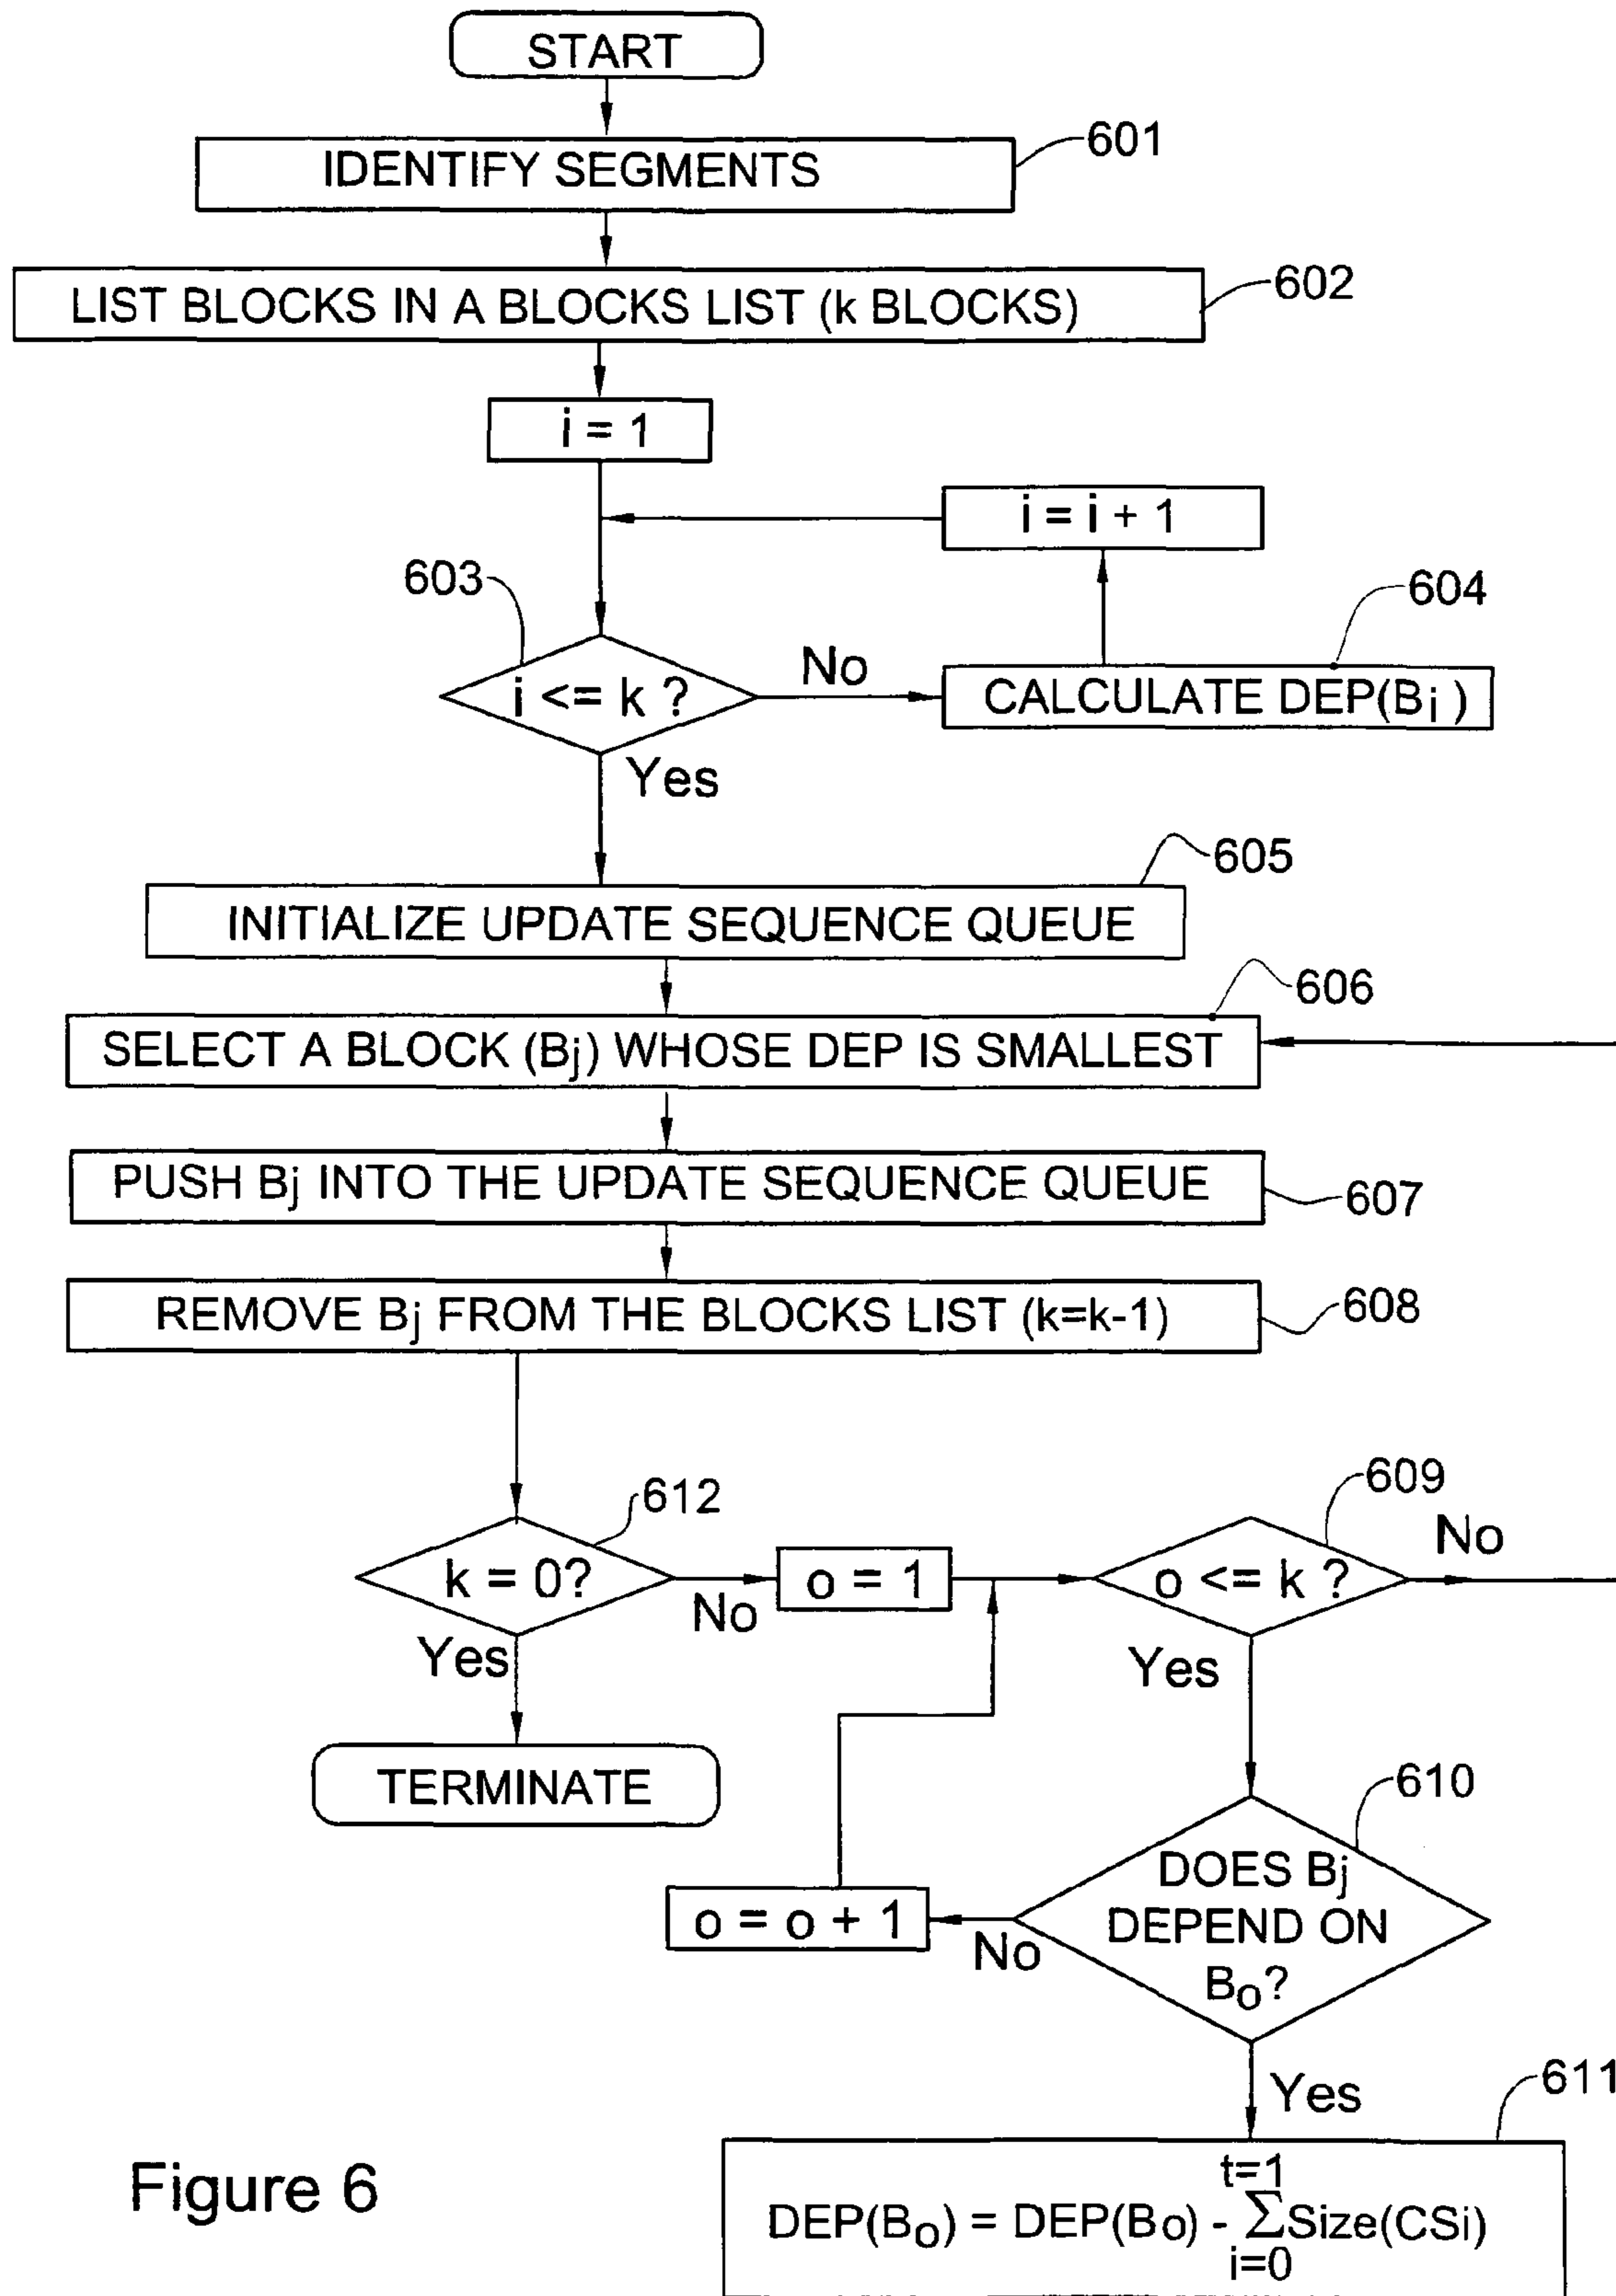 START
IDENTIFY SEGMENTS
601
LIST BLOCKS IN A BLOCKS LIST (k BLOCKS)
602
i = 1
i = i + 1
603
604
i <= k ?
No
CALCULATE DEP(Bi )
Yes
605
INITIALIZE UPDATE SEQUENCE QUEUE
606
SELECT A BLOCK (Bj) WHOSE DEP IS SMALLEST
PUSH Bj INTO THE UPDATE SEQUENCE QUEUE
607
REMOVE Bj FROM THE BLOCKS LIST (k=k-1)
608
612
609
k = 0?
No
o = 1
o <= k ?
No
Yes
Yes
TERMINATE
610
DOES Bj
DEPEND ON
Bo?
o = o + 1
No
Yes
611
t=1
DEP(Bo) = DEP(Bo) - ΣSize(CSi)
i=0
Figure 6